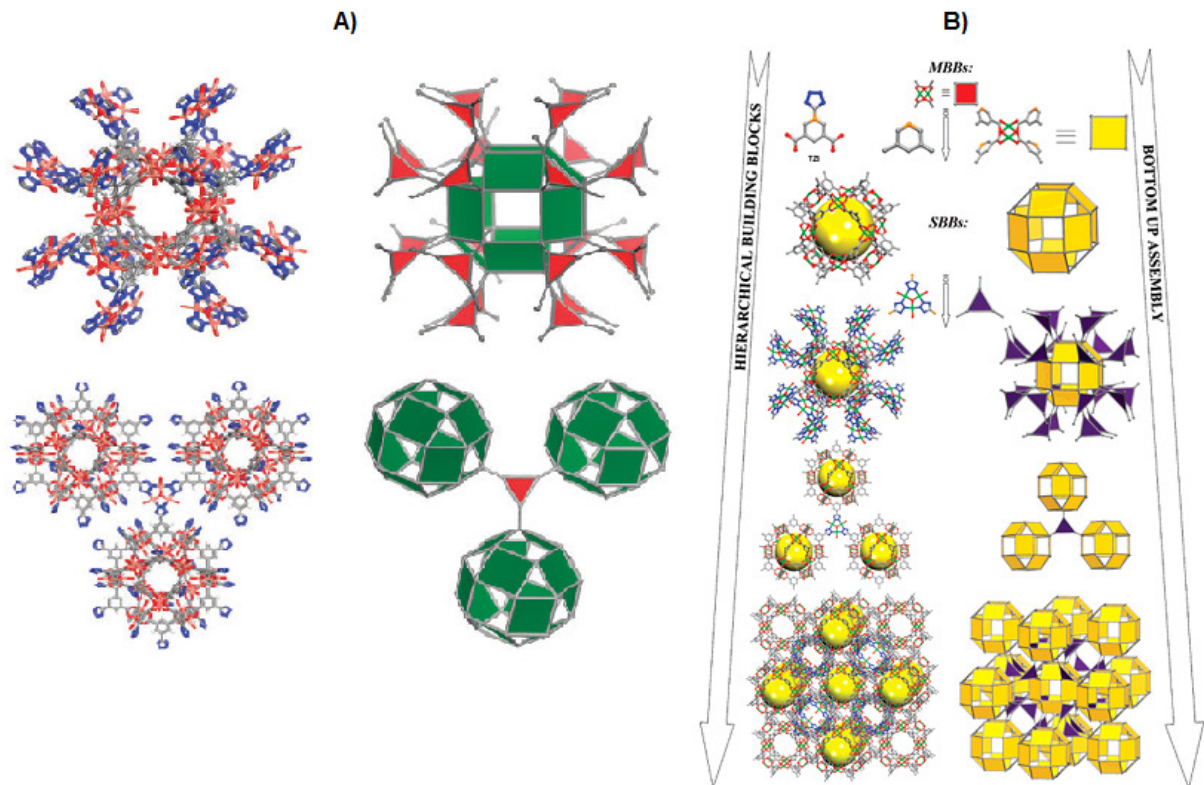 A)
B)
HIERARCHICAL BUILDING BLOCKS
MBBs:
TZI
SBBs:
BOTTOM UP ASSEMBLY